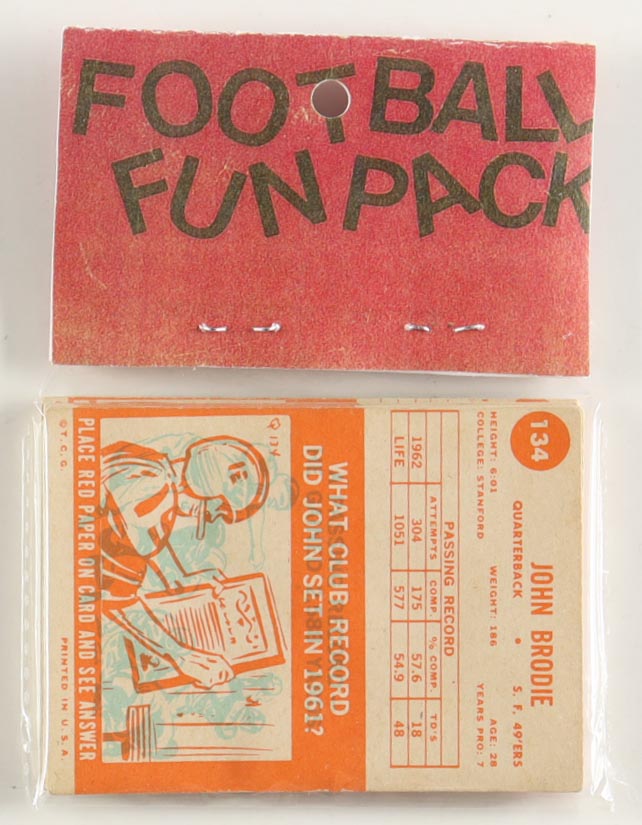 FOOTBALL
FUN PACK
134
JOHN BRODIE
QUARTERBACK • S. F. 49'ERS
HEIGHT: 6:01 WEIGHT: 186 AGE: 28
COLLEGE: STANFORD YEARS PRO: 7
PASSING RECORD
ATTEMPTS COMP. % COMP. TD'S
1962 304 175 57.6 18
LIFE 1051 577 54.9 48
WHAT CLUB RECORD
DID JOHN SET IN 1961?
Q 134
PLACE RED PAPER ON CARD AND SEE ANSWER
© T. C. G. PRINTED IN U. S. A.